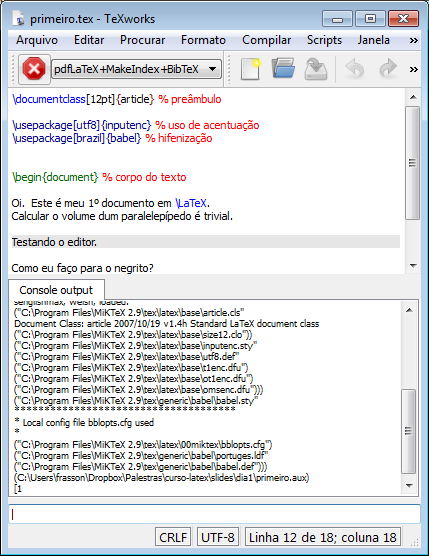 primeiro.tex - TeXworks
Arquivo Editar Procurar Formato Compilar Scripts Janela »
pdfLaTeX+MakeIndex+BibTeX »
\documentclass[12pt]{article} % preâmbulo
\usepackage[utf8]{inputenc} % uso de acentuação
\usepackage[brazil]{babel} % hifenização
\begin{document} % corpo do texto
Oi. Este é meu 1º documento em \LaTeX.
Calcular o volume dum paralelepípedo é trivial.
Testando o editor.
Como eu faço para o negrito?
Console output
senglishmax, welsh, loaded.
("C:\Program Files\MiKTeX 2.9\tex\latex\base\article.cls"
Document Class: article 2007/10/19 v1.4h Standard LaTeX document class
("C:\Program Files\MiKTeX 2.9\tex\latex\base\size12.clo"))
("C:\Program Files\MiKTeX 2.9\tex\latex\base\inputenc.sty"
("C:\Program Files\MiKTeX 2.9\tex\latex\base\utf8.def"
("C:\Program Files\MiKTeX 2.9\tex\latex\base\t1enc.dfu")
("C:\Program Files\MiKTeX 2.9\tex\latex\base\ot1enc.dfu")
("C:\Program Files\MiKTeX 2.9\tex\latex\base\omsenc.dfu")))
("C:\Program Files\MiKTeX 2.9\tex\generic\babel\babel.sty"
*************************************
* Local config file bblopts.cfg used
*
("C:\Program Files\MiKTeX 2.9\tex\latex\00miktex\bblopts.cfg")
("C:\Program Files\MiKTeX 2.9\tex\generic\babel\portuges.ldf"
("C:\Program Files\MiKTeX 2.9\tex\generic\babel\babel.def")))
(C:\Users\frasson\Dropbox\Palestras\curso-latex\slides\dia1\primeiro.aux)
[1
CRLF UTF-8 Linha 12 de 18; coluna 18